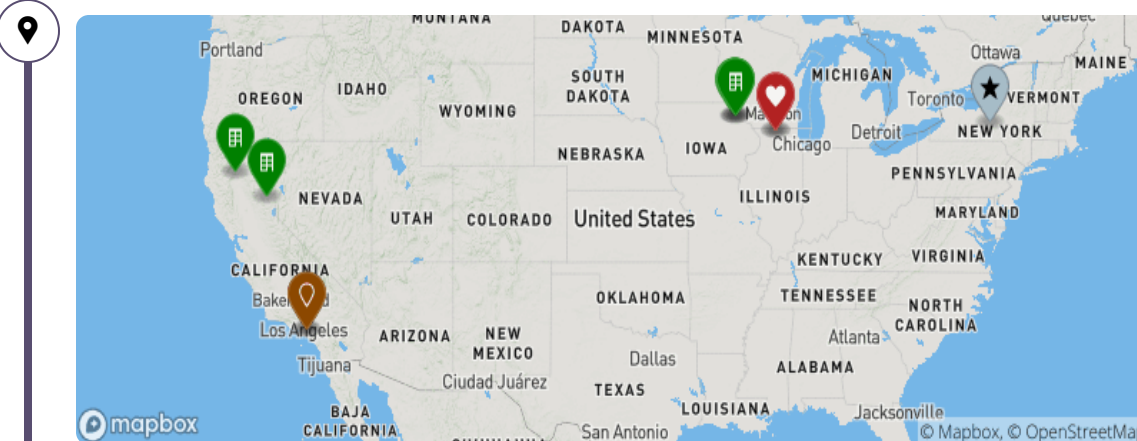 MONTANA
DAKOTA
MINNESOTA
Quebec
Portland
Ottawa
MAINE
SOUTH
DAKOTA
MICHIGAN
OREGON
IDAHO
WYOMING
Toronto
VERMONT
Detroit
NEW YORK
Chicago
NEBRASKA
IOWA
PENNSYLVANIA
NEVADA
ILLINOIS
UTAH
COLORADO
United States
MARYLAND
KENTUCKY
VIRGINIA
CALIFORNIA
OKLAHOMA
TENNESSEE
NORTH
CAROLINA
Los Angeles
ARIZONA
NEW
MEXICO
Atlanta
Tijuana
Dallas
ALABAMA
Ciudad Juárez
TEXAS
LOUISIANA
Jacksonville
BAJA
CALIFORNIA
mapbox
San Antonio
© Mapbox, © OpenStreetMa